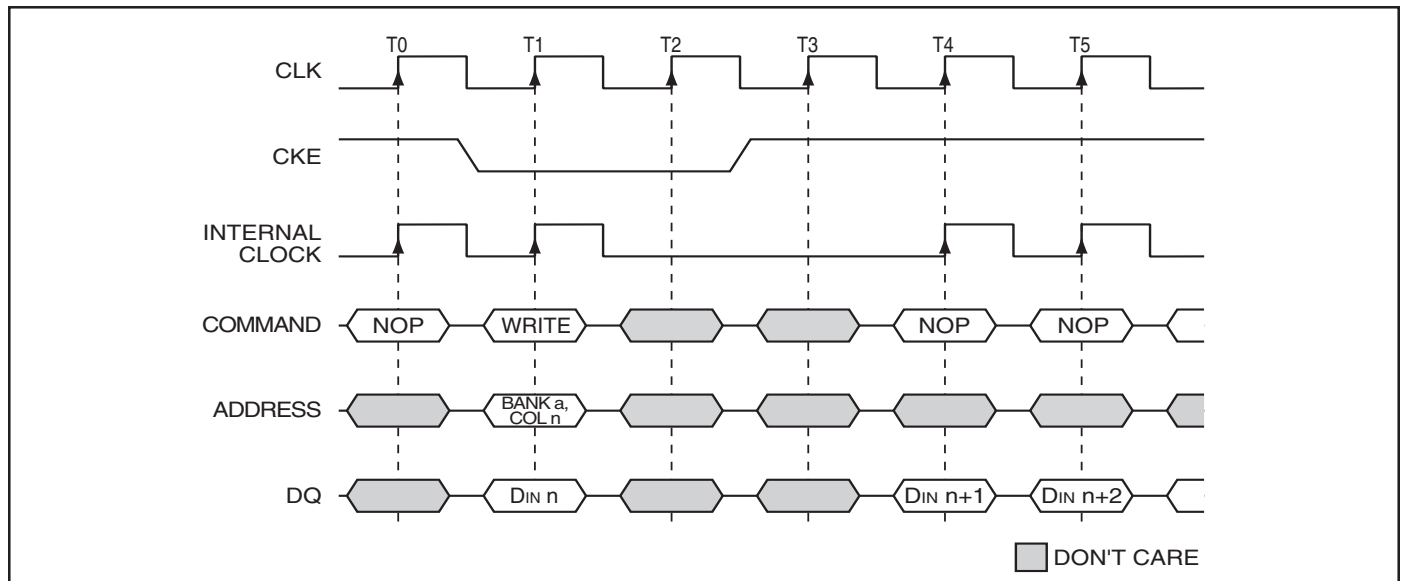 T0 T1 T2 T3 T4 T5
CLK
CKE
INTERNAL
CLOCK
COMMAND NOP WRITE NOP NOP
ADDRESS BANK a,
COL n
DQ DIN n DIN n+1 DIN n+2
DON'T CARE